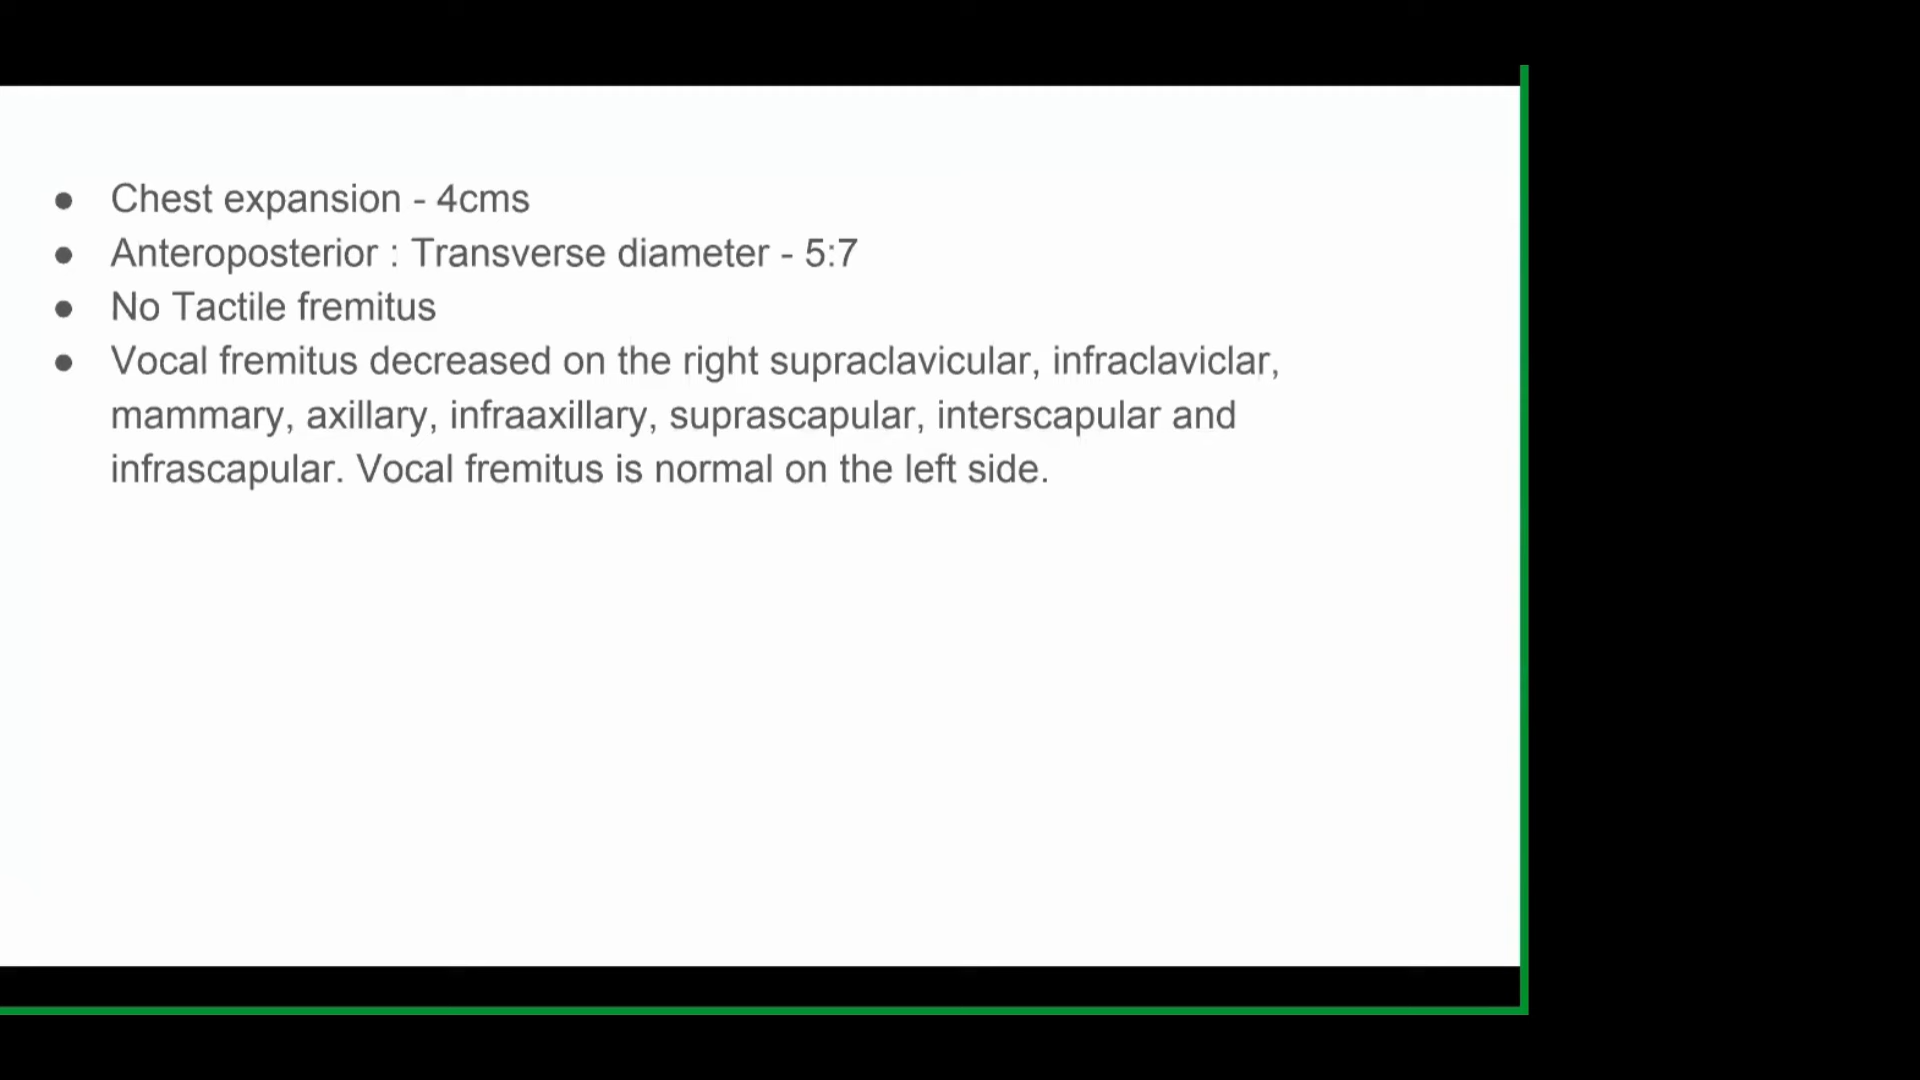 ● Chest expansion - 4cms
● Anteroposterior : Transverse diameter - 5:7
● No Tactile fremitus
● Vocal fremitus decreased on the right supraclavicular, infraclaviclar,
mammary, axillary, infraaxillary, suprascapular, interscapular and
infrascapular. Vocal fremitus is normal on the left side.